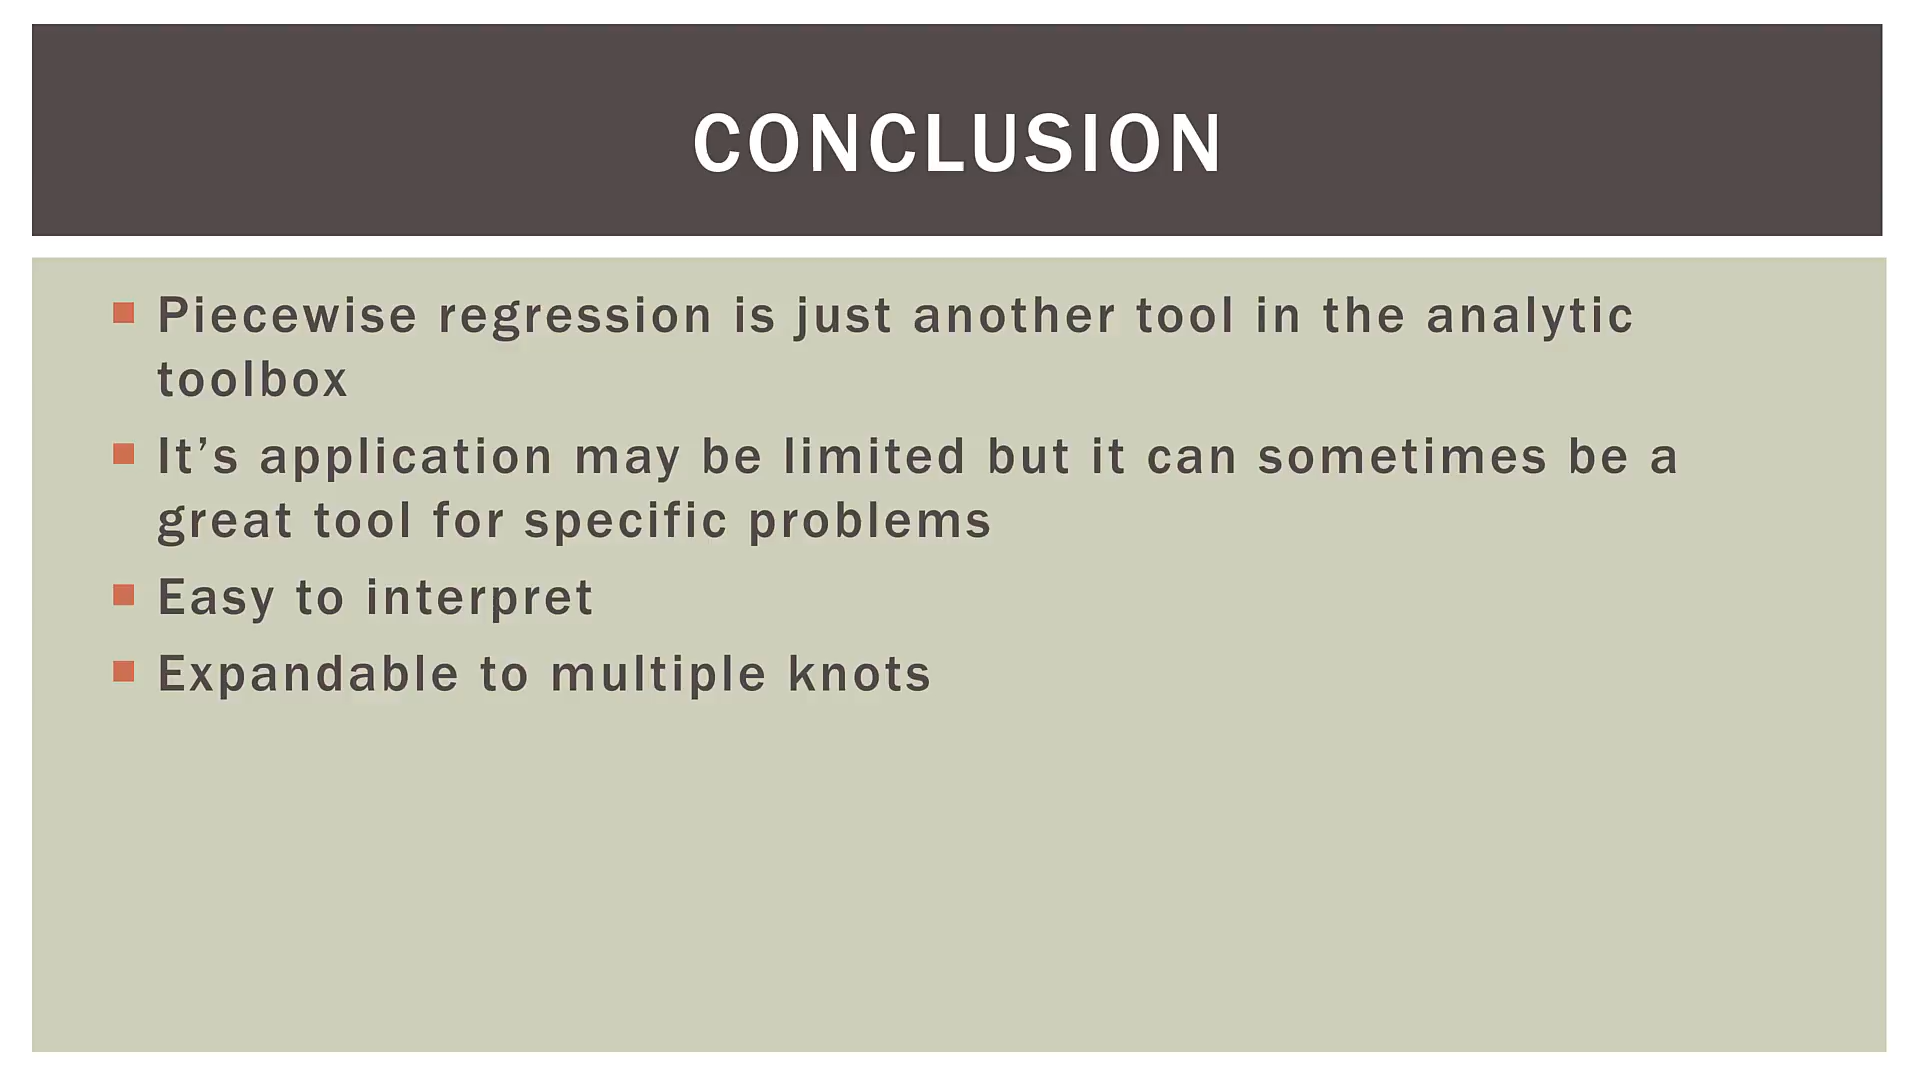 CONCLUSION
Piecewise regression is just another tool in the analytic
toolbox
It’s application may be limited but it can sometimes be a
great tool for specific problems
Easy to interpret
Expandable to multiple knots